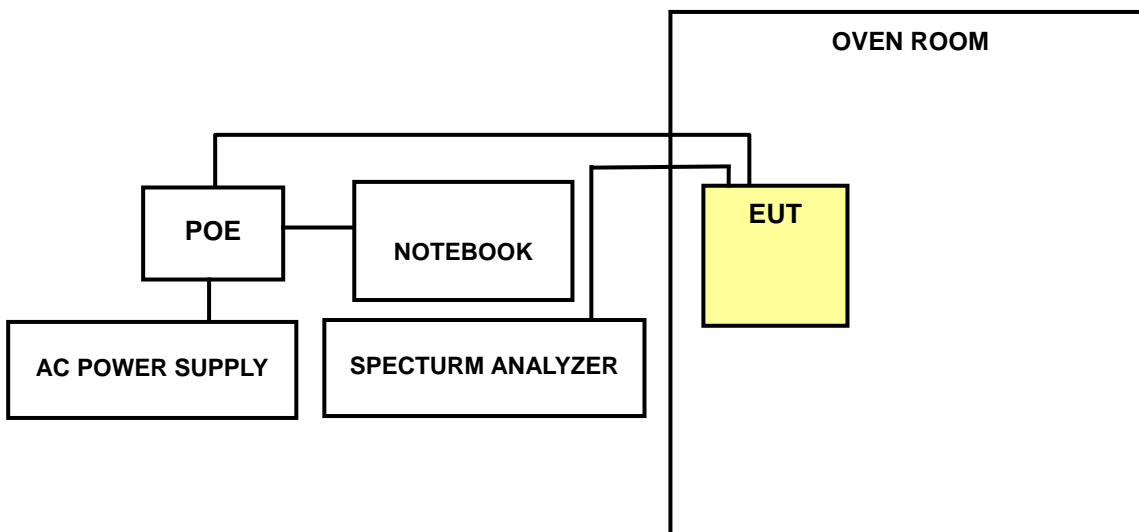 OVEN ROOM
EUT
POE
NOTEBOOK
AC POWER SUPPLY
SPECTURM ANALYZER